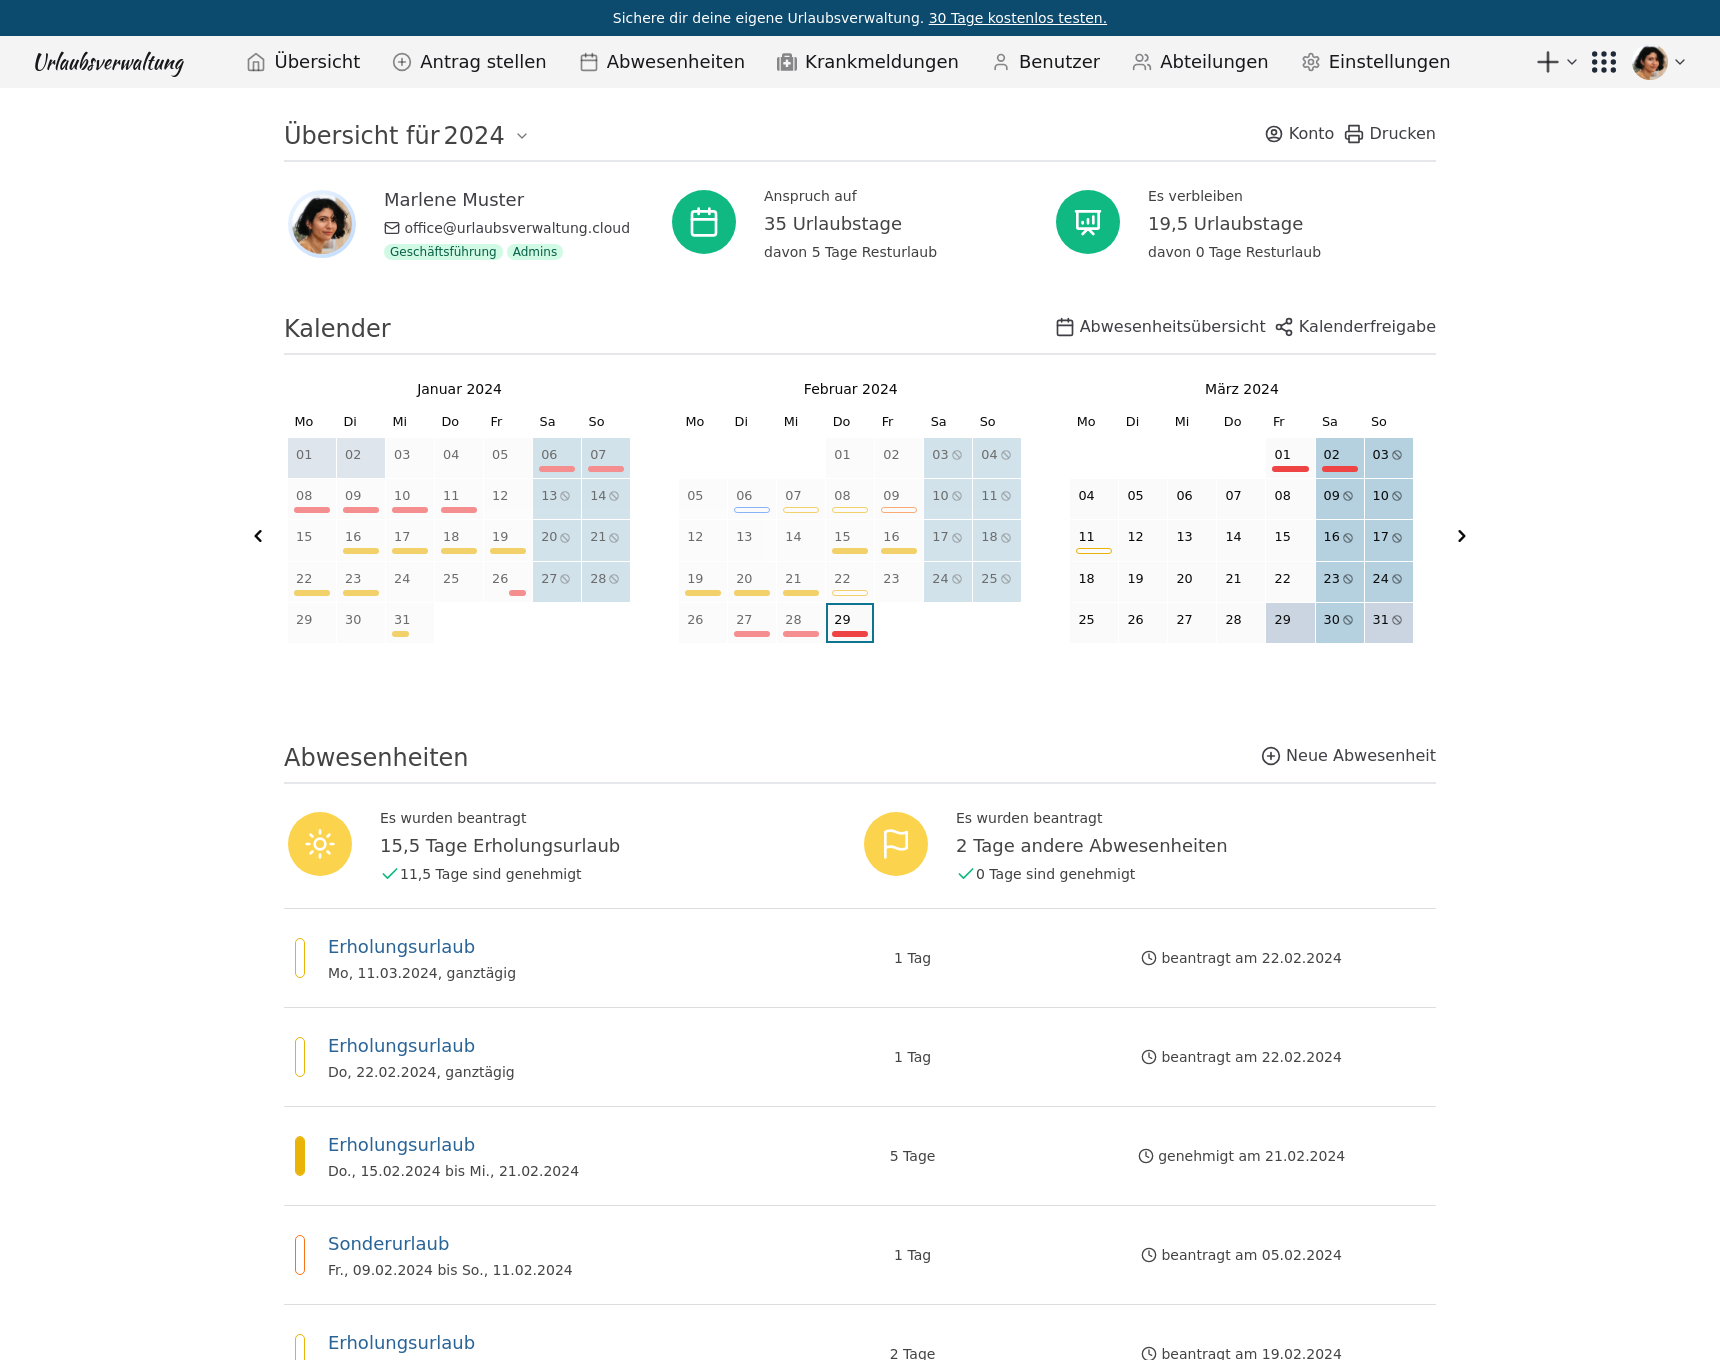 Sichere dir deine eigene Urlaubsverwaltung. 30 Tage kostenlos testen.
Urlaubsverwaltung Übersicht Antrag stellen Abwesenheiten Krankmeldungen Benutzer Abteilungen Einstellungen
Übersicht für 2024 Konto Drucken
Marlene Muster
office@urlaubsverwaltung.cloud
Geschäftsführung Admins
Anspruch auf
35 Urlaubstage
davon 5 Tage Resturlaub
Es verbleiben
19,5 Urlaubstage
davon 0 Tage Resturlaub
Kalender Abwesenheitsübersicht Kalenderfreigabe
Januar 2024
Mo Di Mi Do Fr Sa So
01 02 03 04 05 06 07
08 09 10 11 12 13 14
15 16 17 18 19 20 21
22 23 24 25 26 27 28
29 30 31
Februar 2024
Mo Di Mi Do Fr Sa So
01 02 03 04
05 06 07 08 09 10 11
12 13 14 15 16 17 18
19 20 21 22 23 24 25
26 27 28 29
März 2024
Mo Di Mi Do Fr Sa So
01 02 03
04 05 06 07 08 09 10
11 12 13 14 15 16 17
18 19 20 21 22 23 24
25 26 27 28 29 30 31
Abwesenheiten Neue Abwesenheit
Es wurden beantragt
15,5 Tage Erholungsurlaub
11,5 Tage sind genehmigt
Es wurden beantragt
2 Tage andere Abwesenheiten
0 Tage sind genehmigt
Erholungsurlaub
Mo, 11.03.2024, ganztägig
1 Tag
beantragt am 22.02.2024
Erholungsurlaub
Do, 22.02.2024, ganztägig
1 Tag
beantragt am 22.02.2024
Erholungsurlaub
Do., 15.02.2024 bis Mi., 21.02.2024
5 Tage
genehmigt am 21.02.2024
Sonderurlaub
Fr., 09.02.2024 bis So., 11.02.2024
1 Tag
beantragt am 05.02.2024
Erholungsurlaub
2 Tage
beantragt am 19.02.2024